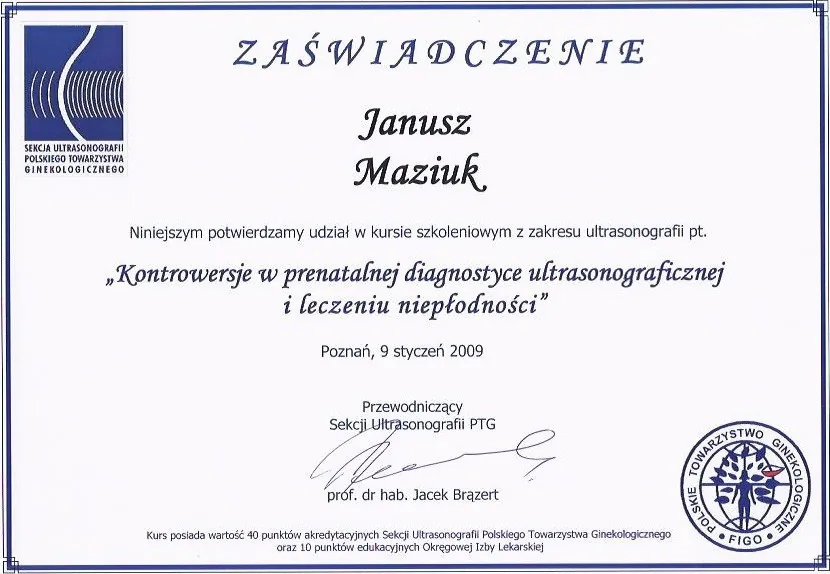 ZAŚWIADCZENIE
SEKCJA ULTRASONOGRAFII
POLSKIEGO TOWARZYSTWA
GINEKOLOGICZNEGO
Janusz
Maziuk
Niniejszym potwierdzamy udział w kursie szkoleniowym z zakresu ultrasonografii pt.
„Kontrowersje w prenatalnej diagnostyce ultrasonograficznej
i leczeniu niepłodności”
Poznań, 9 styczeń 2009
Przewodniczący
Sekcji Ultrasonografii PTG
prof. dr hab. Jacek Brązert
POLSKIE TOWARZYSTWO GINEKOLOGICZNE
• FIGO •
Kurs posiada wartość 40 punktów akredytacyjnych Sekcji Ultrasonografii Polskiego Towarzystwa Ginekologicznego
oraz 10 punktów edukacyjnych Okręgowej Izby Lekarskiej